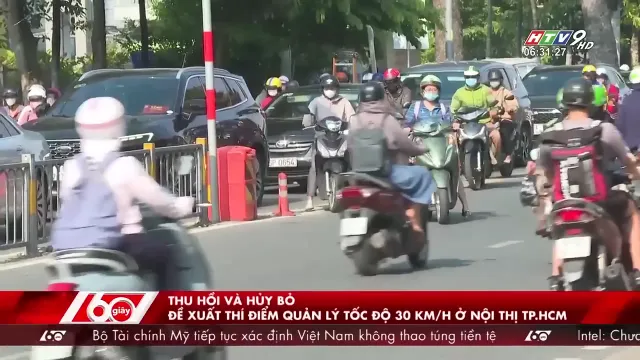 HTV9 HD
06:31:27
60 giây
THU HỒI VÀ HỦY BỎ
ĐỀ XUẤT THÍ ĐIỂM QUẢN LÝ TỐC ĐỘ 30 KM/H Ở NỘI THỊ TP.HCM
60giây Bộ Tài chính Mỹ tiếp tục xác định Việt Nam không thao túng tiền tệ 60giây Intel: